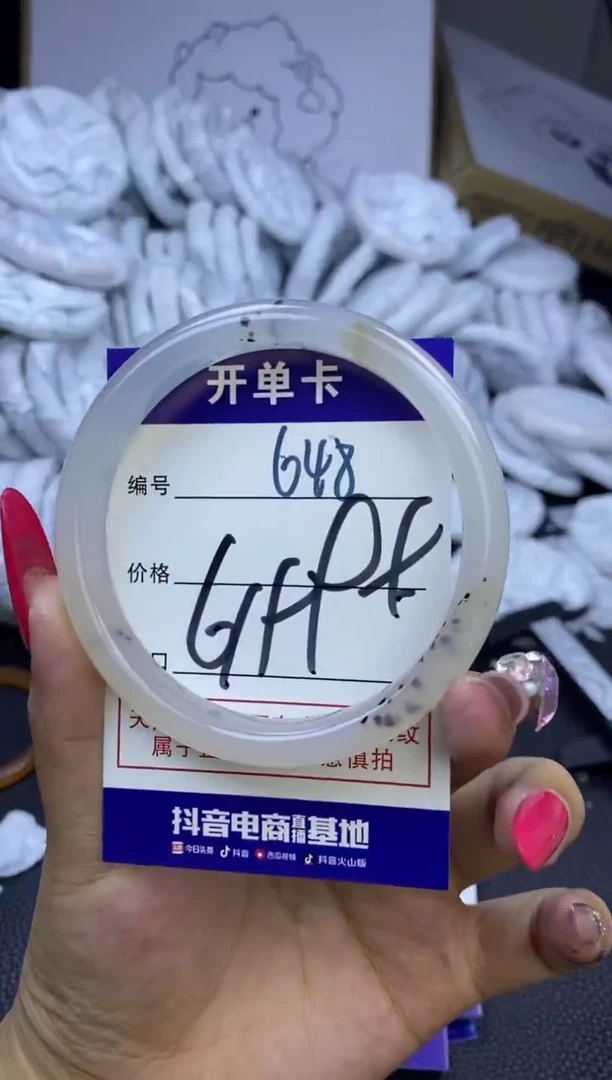 开单卡
编号 648
价格
口
属于
慎拍
抖音电商直播基地
今日头条 抖音 西瓜视频 抖音火山版